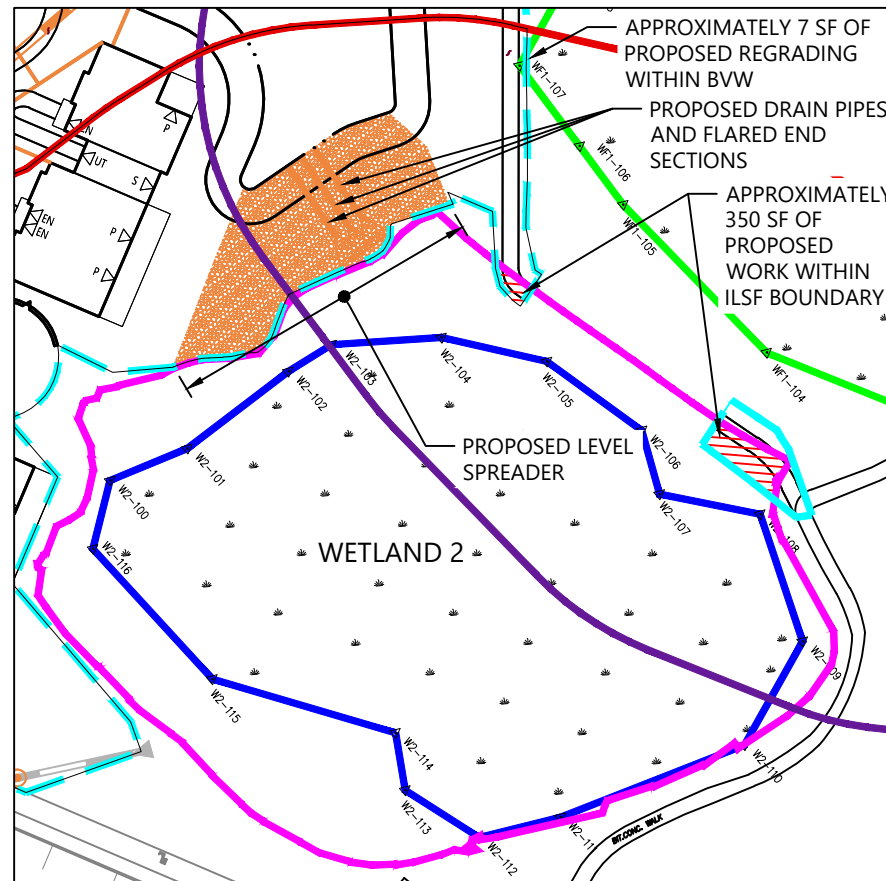 APPROXIMATELY 7 SF OF
PROPOSED REGRADING
WITHIN BVW
PROPOSED DRAIN PIPES
AND FLARED END
SECTIONS
APPROXIMATELY
350 SF OF
PROPOSED
WORK WITHIN
ILSF BOUNDARY
WF1-107
WF1-106
WF1-105
WF1-104
EN
UT
P
S
EN
EN
P
P
PROPOSED LEVEL
SPREADER
WETLAND 2
W2-100
W2-101
W2-102
W2-103
W2-104
W2-105
W2-106
W2-107
W2-108
W2-109
W2-110
W2-11
W2-112
W2-113
W2-114
W2-115
W2-116
BIT.CONC. WALK